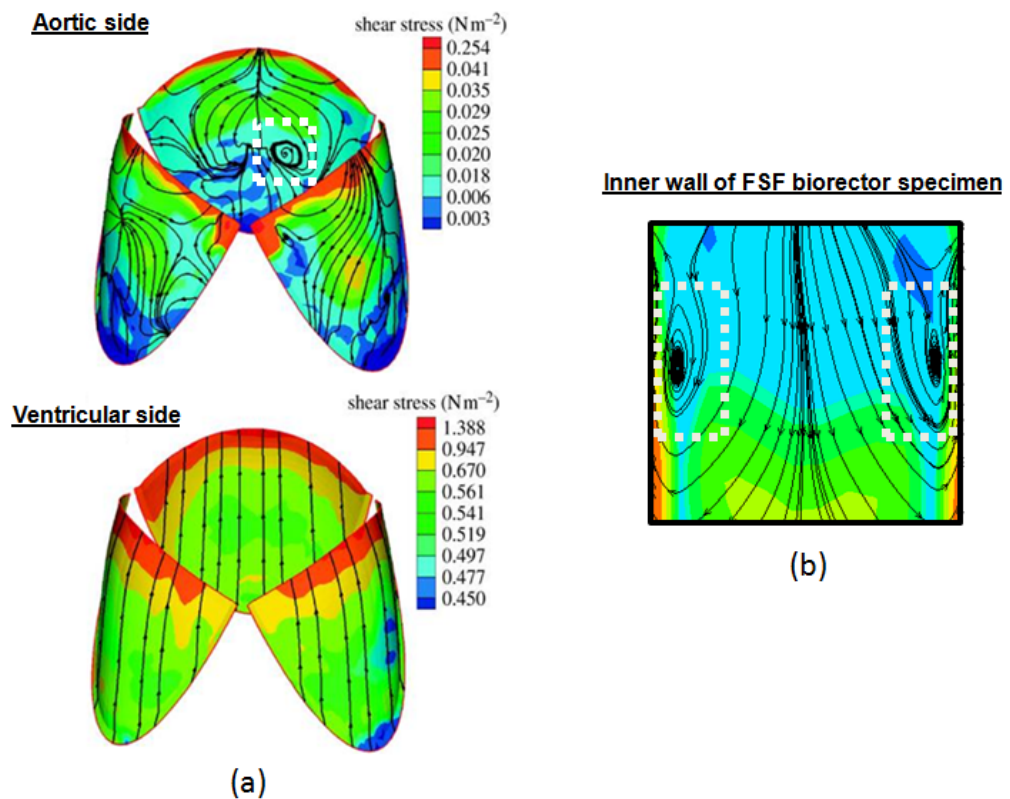 Aortic side
shear stress (N m−2)
0.254
0.041
0.035
0.029
0.025
0.020
0.018
0.006
0.003
Inner wall of FSF biorector specimen
(b)
Ventricular side
shear stress (N m−2)
1.388
0.947
0.670
0.561
0.541
0.519
0.497
0.477
0.450
(a)